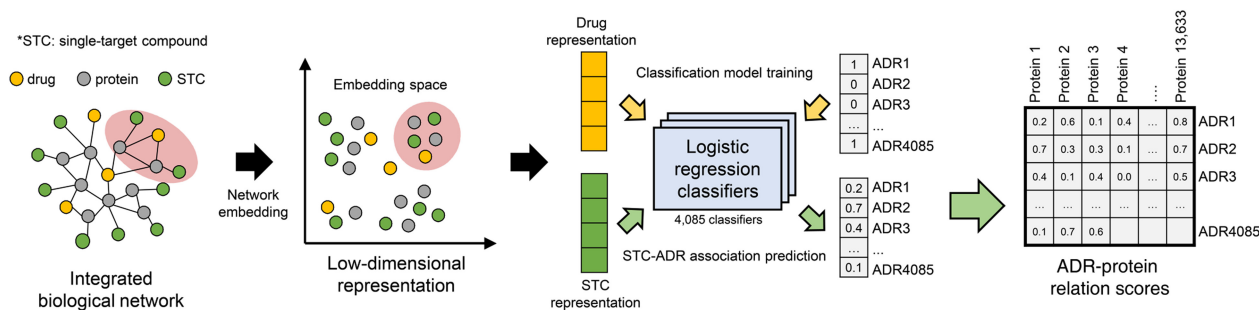 *STC: single-target compound
drug
protein
STC
Integrated
biological network
Network
embedding
Embedding space
Low-dimensional
representation
Drug
representation
STC
representation
Classification model training
Logistic
regression
classifiers
4,085 classifiers
STC-ADR association prediction
1 ADR1
0 ADR2
0 ADR3
... ...
1 ADR4085
0.2 ADR1
0.7 ADR2
0.4 ADR3
... ...
0.1 ADR4085
Protein 1 Protein 2 Protein 3 Protein 4 .... Protein 13,633
0.2 0.6 0.1 0.4 ... 0.8 ADR1
0.7 0.3 0.3 0.1 ... 0.7 ADR2
0.4 0.1 0.4 0.0 ... 0.5 ADR3
... ... ... ... ... ...
0.1 0.7 0.6 ADR4085
ADR-protein
relation scores